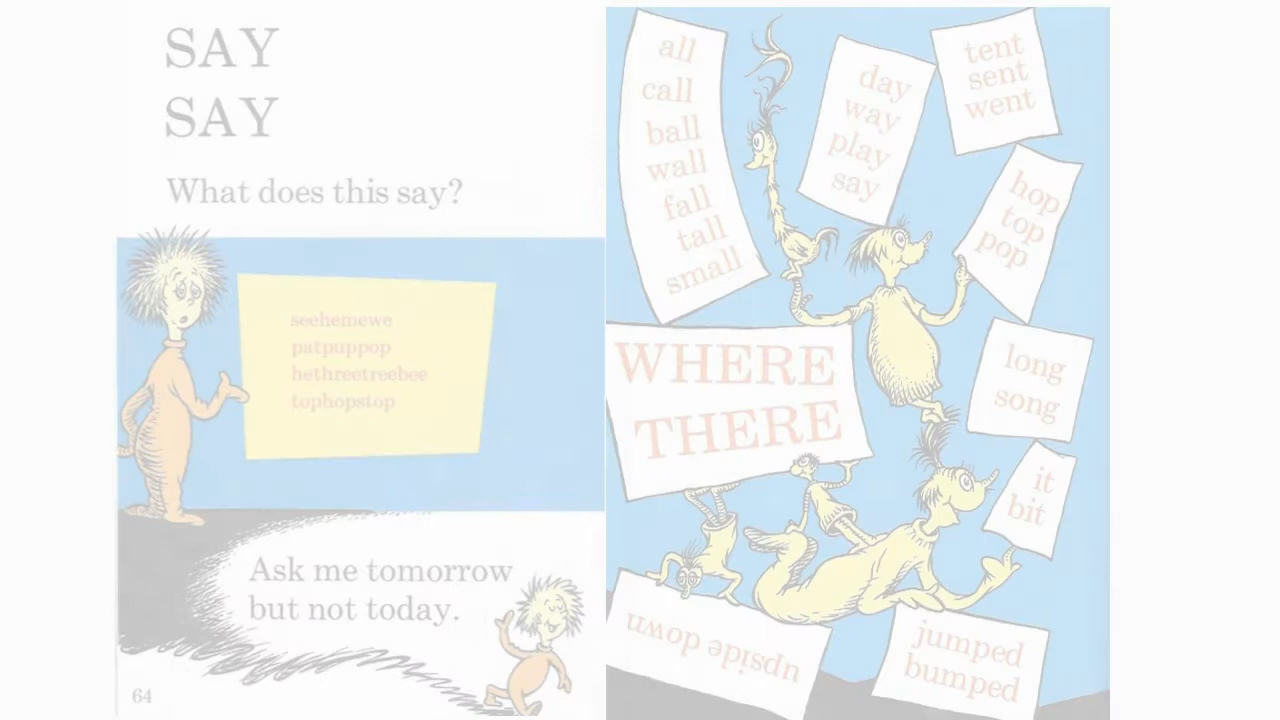 SAY
SAY
What does this say?
seehemewe
patpuppop
hethreetreebee
tophopstop
Ask me tomorrow
but not today.
64
all
call
ball
wall
fall
tall
small
day
way
play
say
tent
sent
went
hop
top
pop
WHERE
THERE
long
song
it
bit
upside down
jumped
bumped